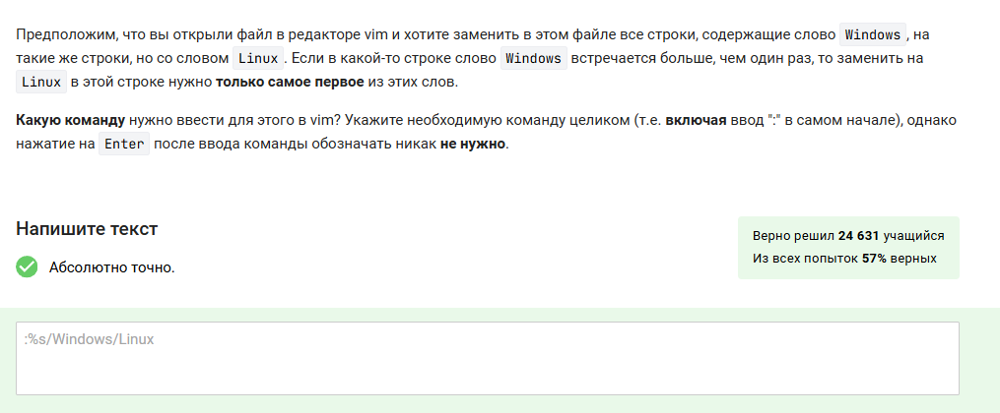 Предположим, что вы открыли файл в редакторе vim и хотите заменить в этом файле все строки, содержащие слово Windows , на
такие же строки, но со словом Linux . Если в какой-то строке слово Windows встречается больше, чем один раз, то заменить на
Linux в этой строке нужно только самое первое из этих слов.
Какую команду нужно ввести для этого в vim? Укажите необходимую команду целиком (т.е. включая ввод ":" в самом начале), однако
нажатие на Enter после ввода команды обозначать никак не нужно.
Напишите текст
Абсолютно точно.
Верно решил 24 631 учащийся
Из всех попыток 57% верных
:%s/Windows/Linux